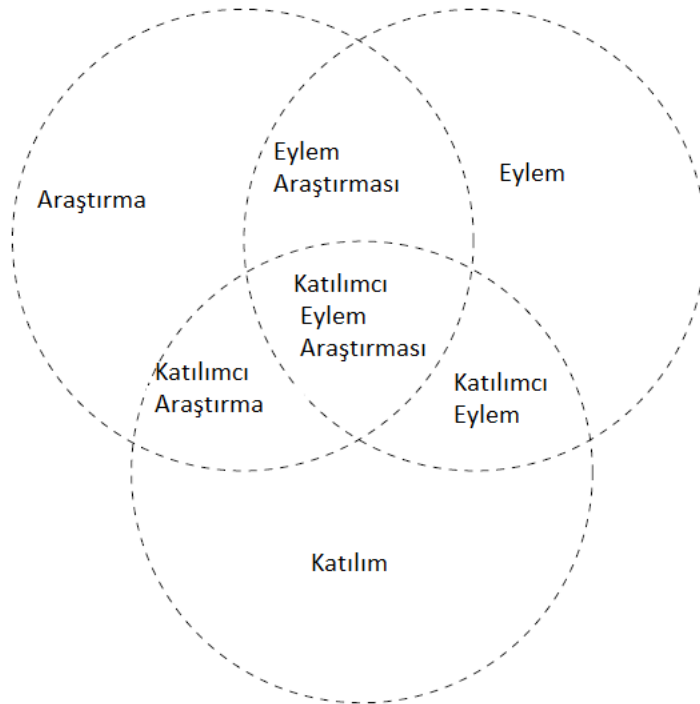 Eylem
Araştırması
Eylem
Araştırma
Katılımcı
Eylem
Araştırması
Katılımcı
Araştırma
Katılımcı
Eylem
Katılım